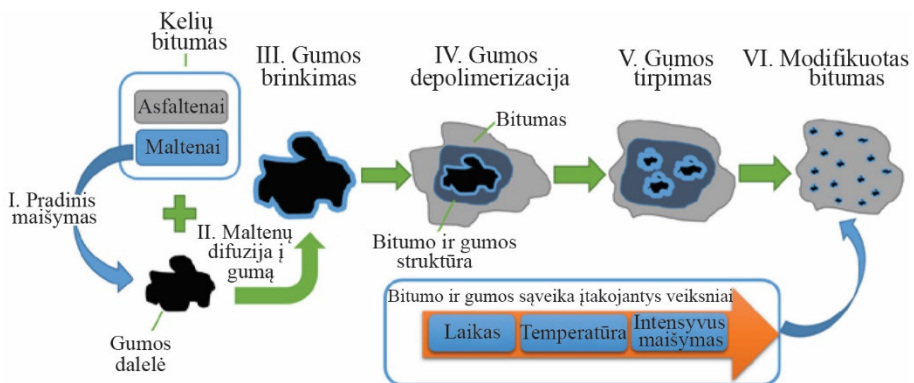 Kelių
bitumas
Asfaltenai
Maltenai
I. Pradinis
maišymas
II. Maltenų
difuzija į
gumą
Gumos
dalelė
III. Gumos
brinkimas
IV. Gumos
depolimerizacija
Bitumas
Bitumo ir gumos
struktūra
V. Gumos
tirpimas
VI. Modifikuotas
bitumas
Bitumo ir gumos sąveika įtakojantys veiksniai
Laikas
Temperatūra
Intensyvus
maišymas